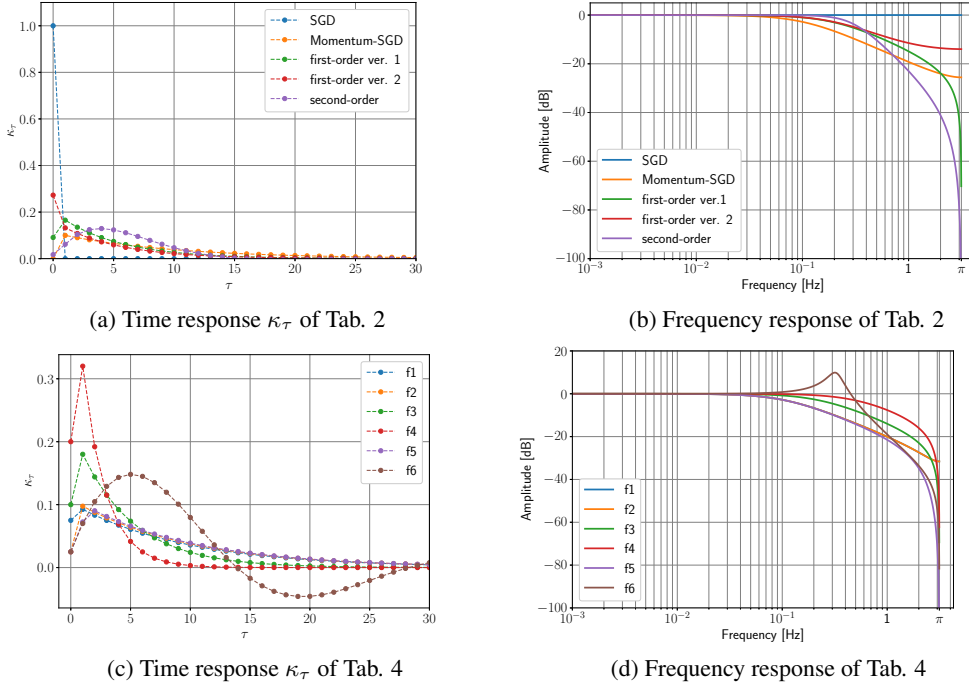 1.0
0.8
0.6
0.4
0.2
0.0
κτ
0 5 10 15 20 25 30
τ
SGD
Momentum-SGD
first-order ver. 1
first-order ver. 2
second-order
(a) Time response κτ of Tab. 2
0
−20
−40
−60
−80
−100
Amplitude [dB]
10⁻³ 10⁻² 10⁻¹ 1 π
Frequency [Hz]
SGD
Momentum-SGD
first-order ver.1
first-order ver. 2
second-order
(b) Frequency response of Tab. 2
0.3
0.2
0.1
0.0
κτ
0 5 10 15 20 25 30
τ
f1
f2
f3
f4
f5
f6
(c) Time response κτ of Tab. 4
20
0
−20
−40
−60
−80
−100
Amplitude [dB]
10⁻³ 10⁻² 10⁻¹ 1 π
Frequency [Hz]
f1
f2
f3
f4
f5
f6
(d) Frequency response of Tab. 4